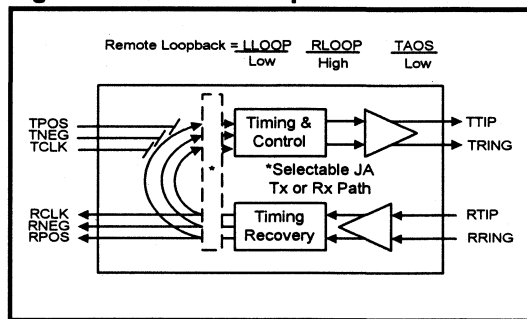 Remote Loopback = LLOOP RLOOP TAOS
Low High Low
TPOS
TNEG
TCLK
Timing &
Control
TTIP
TRING
*Selectable JA
Tx or Rx Path
*
RCLK
RNEG
RPOS
Timing
Recovery
RTIP
RRING